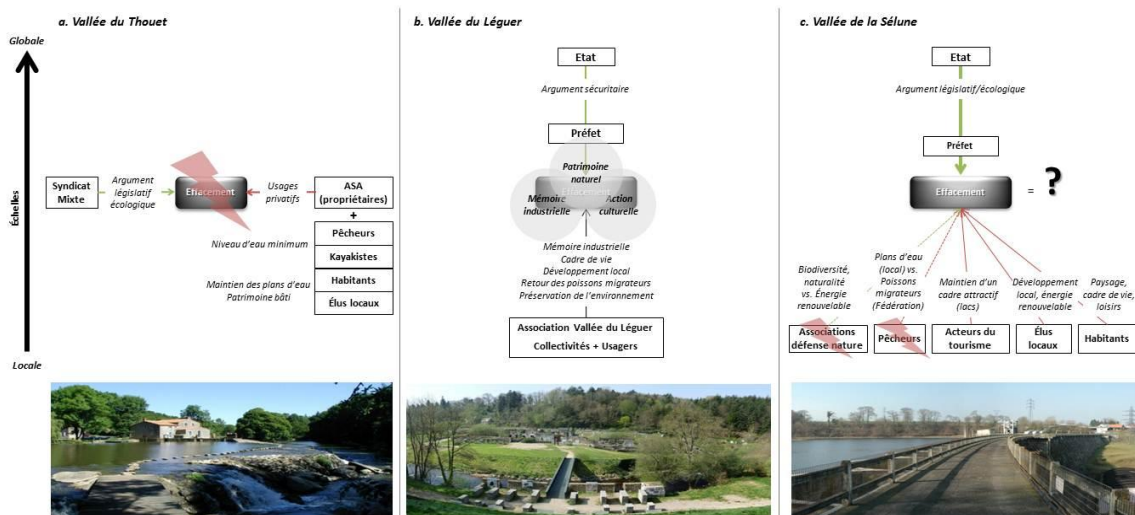 a. Vallée du Thouet
b. Vallée du Léguer
c. Vallée de la Sélune
Globale
Échelles
Locale
Syndicat
Mixte
Argument
législatif
écologique
Effacement
Usages
privatifs
ASA
(propriétaires)
+
Pêcheurs
Kayakistes
Habitants
Élus locaux
Niveau d'eau minimum
Maintien des plans d'eau
Patrimoine bâti
Etat
Argument sécuritaire
Préfet
Patrimoine
naturel
Effacement
Mémoire
industrielle
Action
culturelle
Mémoire industrielle
Cadre de vie
Développement local
Retour des poissons migrateurs
Préservation de l'environnement
Association Vallée du Léguer
Collectivités + Usagers
Etat
Argument législatif/écologique
Préfet
Effacement
= ?
Biodiversité,
naturalité
vs. Énergie
renouvelable
Plans d'eau
(local) vs.
Poissons
migrateurs
(Fédération)
Maintien d'un
cadre attractif
(lacs)
Développement
local, énergie
renouvelable
Paysage,
cadre de vie,
loisirs
Associations
défense nature
Pêcheurs
Acteurs du
tourisme
Élus
locaux
Habitants